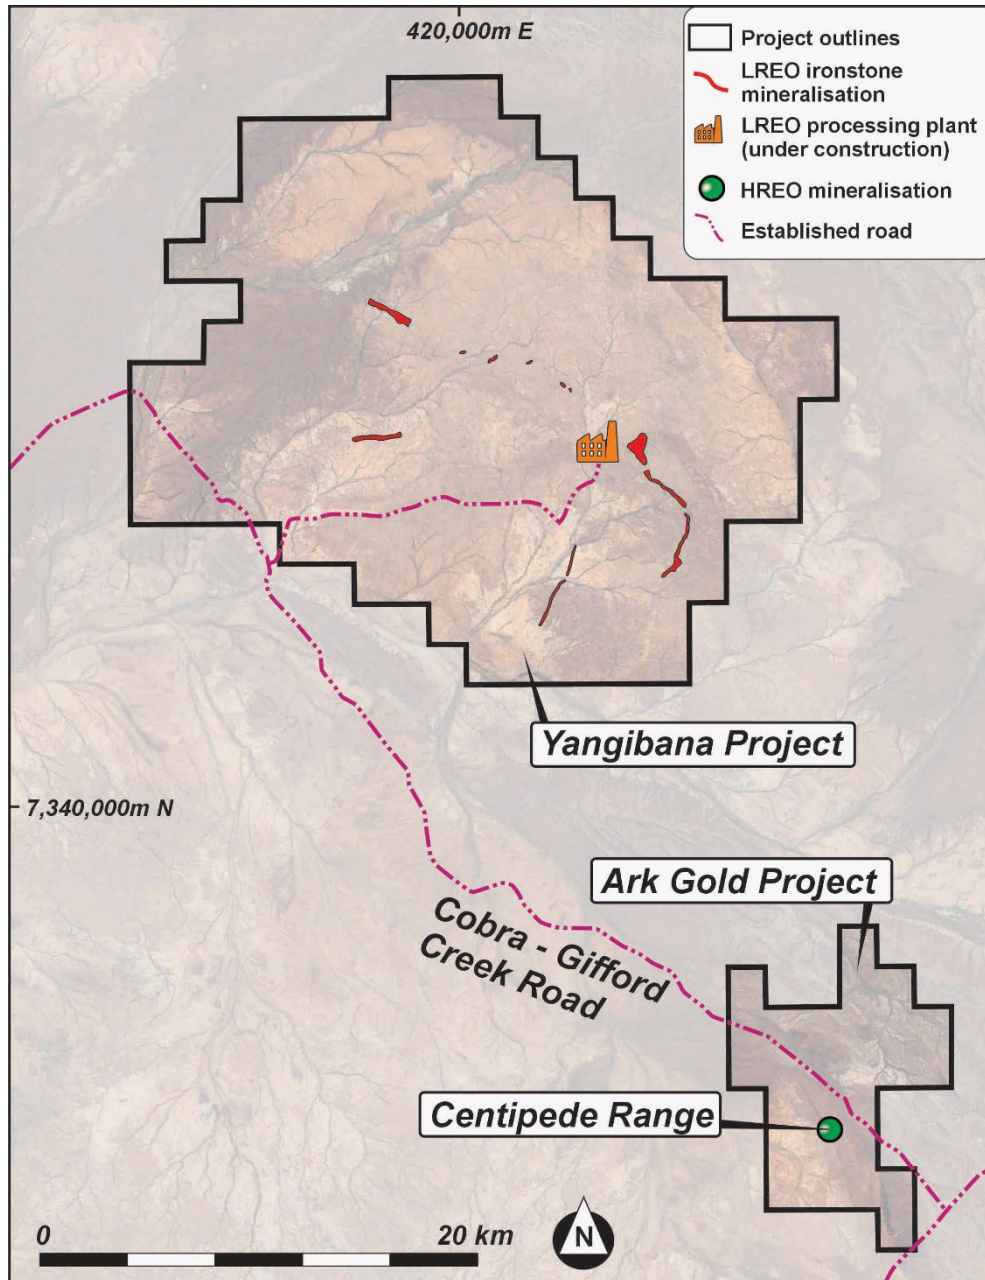 420,000m E
Project outlines
LREO ironstone
mineralisation
LREO processing plant
(under construction)
HREO mineralisation
Established road
Yangibana Project
7,340,000m N
Ark Gold Project
Cobra - Gifford
Creek Road
Centipede Range
0
20 km
N